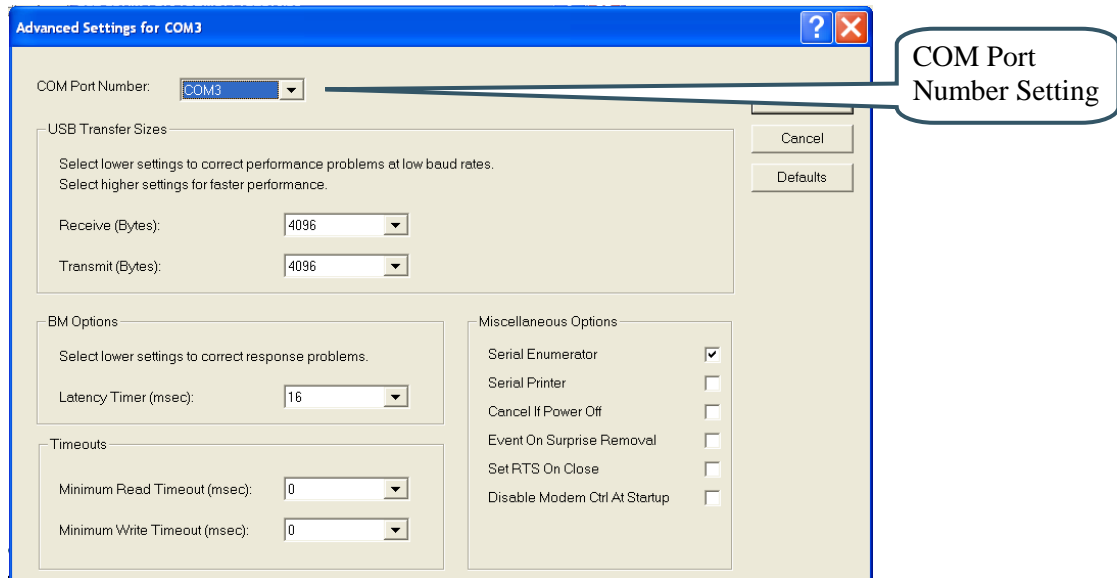 Advanced Settings for COM3
COM Port
Number Setting
COM Port Number:
COM3
USB Transfer Sizes
Cancel
Select lower settings to correct performance problems at low baud rates.
Select higher settings for faster performance.
Defaults
Receive (Bytes):
4096
Transmit (Bytes):
4096
BM Options
Select lower settings to correct response problems.
Latency Timer (msec):
16
Timeouts
Minimum Read Timeout (msec):
0
Minimum Write Timeout (msec):
0
Miscellaneous Options
Serial Enumerator
Serial Printer
Cancel If Power Off
Event On Surprise Removal
Set RTS On Close
Disable Modem Ctrl At Startup